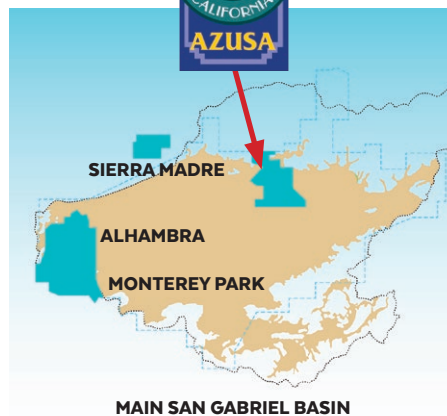 CALIFORNIA
AZUSA
SIERRA MADRE
ALHAMBRA
MONTEREY PARK
MAIN SAN GABRIEL BASIN